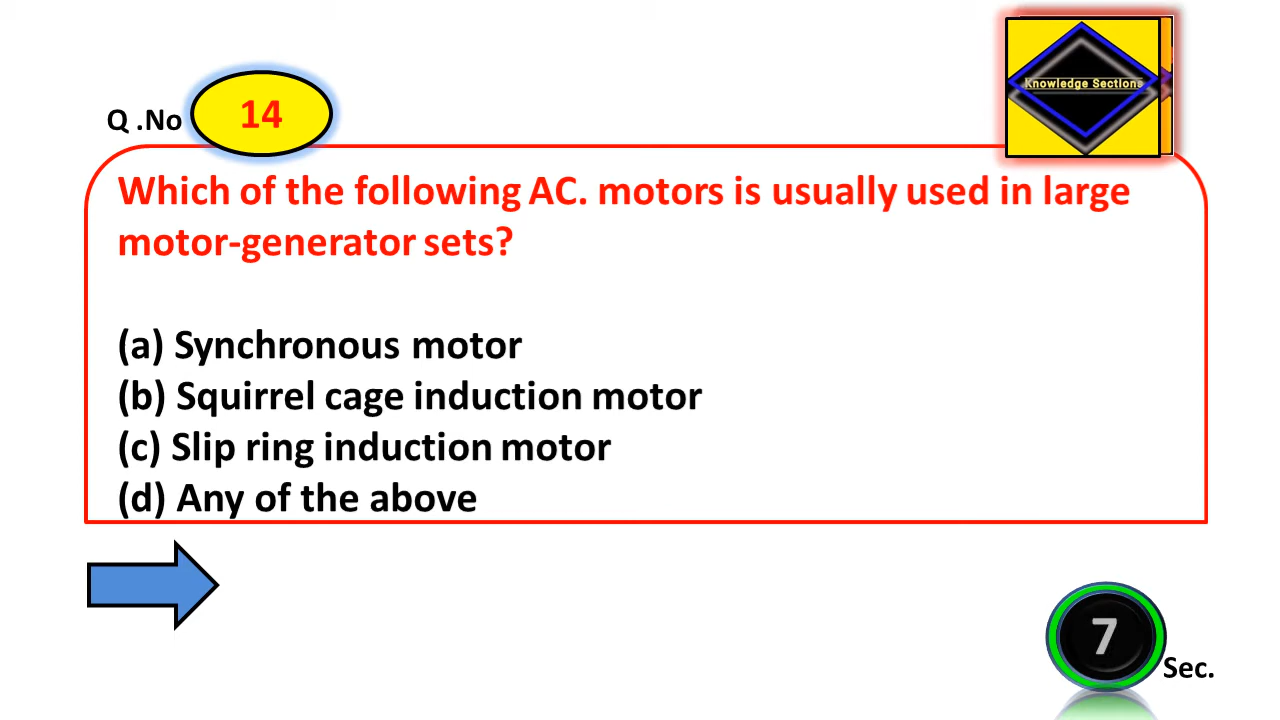 Knowledge Sections
Q .No 14
Which of the following AC. motors is usually used in large
motor-generator sets?
(a) Synchronous motor
(b) Squirrel cage induction motor
(c) Slip ring induction motor
(d) Any of the above
7
Sec.